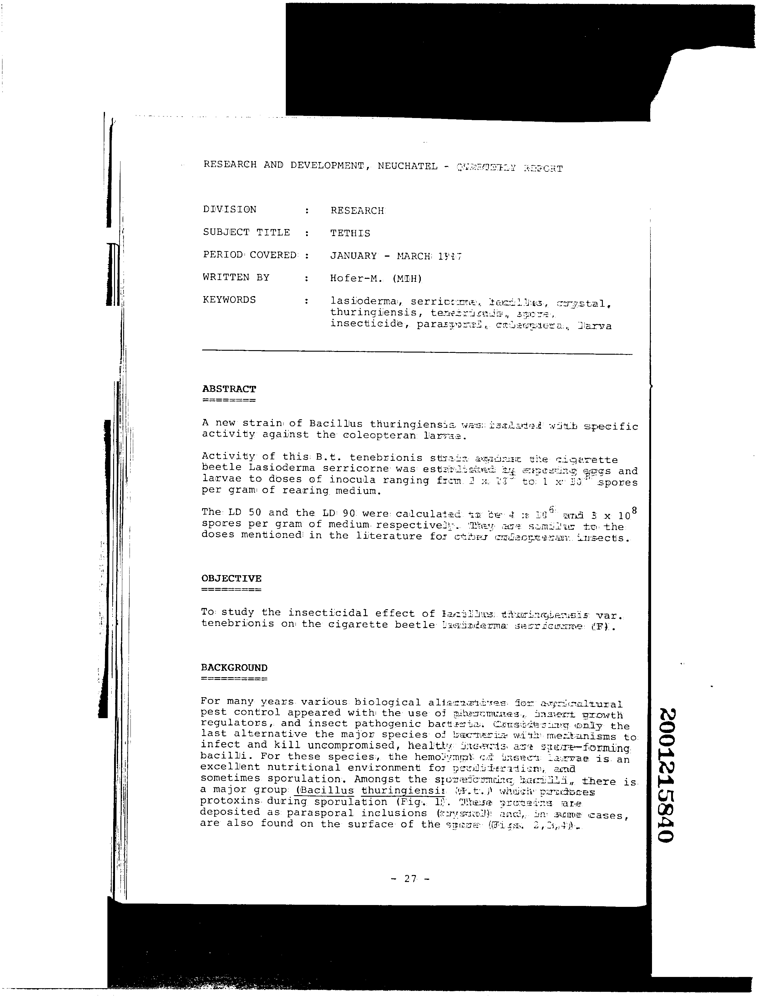 RESEARCH AND DEVELOPMENT, NEUCHATEL - QUARTERLY REPORT
DIVISION : RESEARCH
SUBJECT TITLE : TETHIS
PERIOD COVERED : JANUARY - MARCH
WRITTEN BY : Hofer-M. (MIH)
KEYWORDS : lasioderma, serricorne, bacillus, crystal,
thuringiensis, tenebrionis, spore,
insecticide, parasporal, coleoptera, larva
ABSTRACT
========
A new strain of Bacillus thuringiensis was isolated with specific
activity against the coleopteran larvae.
Activity of this B.t. tenebrionis strain against the cigarette
beetle Lasioderma serricorne was established by exposing eggs and
larvae to doses of inocula ranging from to 1 x spores
per gram of rearing medium.
The LD 50 and the LD 90 were calculated to be 4 x 10^6 and 3 x 10^8
spores per gram of medium respectively. They are similar to the
doses mentioned in the literature for other coleopteran insects.
OBJECTIVE
=========
To study the insecticidal effect of Bacillus thuringiensis var.
tenebrionis on the cigarette beetle Lasioderma serricorne (F).
BACKGROUND
==========
For many years various biological alternatives for agricultural
pest control appeared with the use of pheromones, insect growth
regulators, and insect pathogenic bacteria. Considering only the
last alternative the major species of bacteria with mechanisms to
infect and kill uncompromised, healthy insects are spore-forming
bacilli. For these species, the hemolymph of insect larvae is an
excellent nutritional environment for proliferation, and
sometimes sporulation. Amongst the sporeforming bacilli, there is
a major group (Bacillus thuringiensis (B.t.) which produces
protoxins during sporulation (Fig. 1). These proteins are
deposited as parasporal inclusions (crystal) and, in some cases,
are also found on the surface of the spore (Figs. 2,3,4).
- 27 -
2001215840